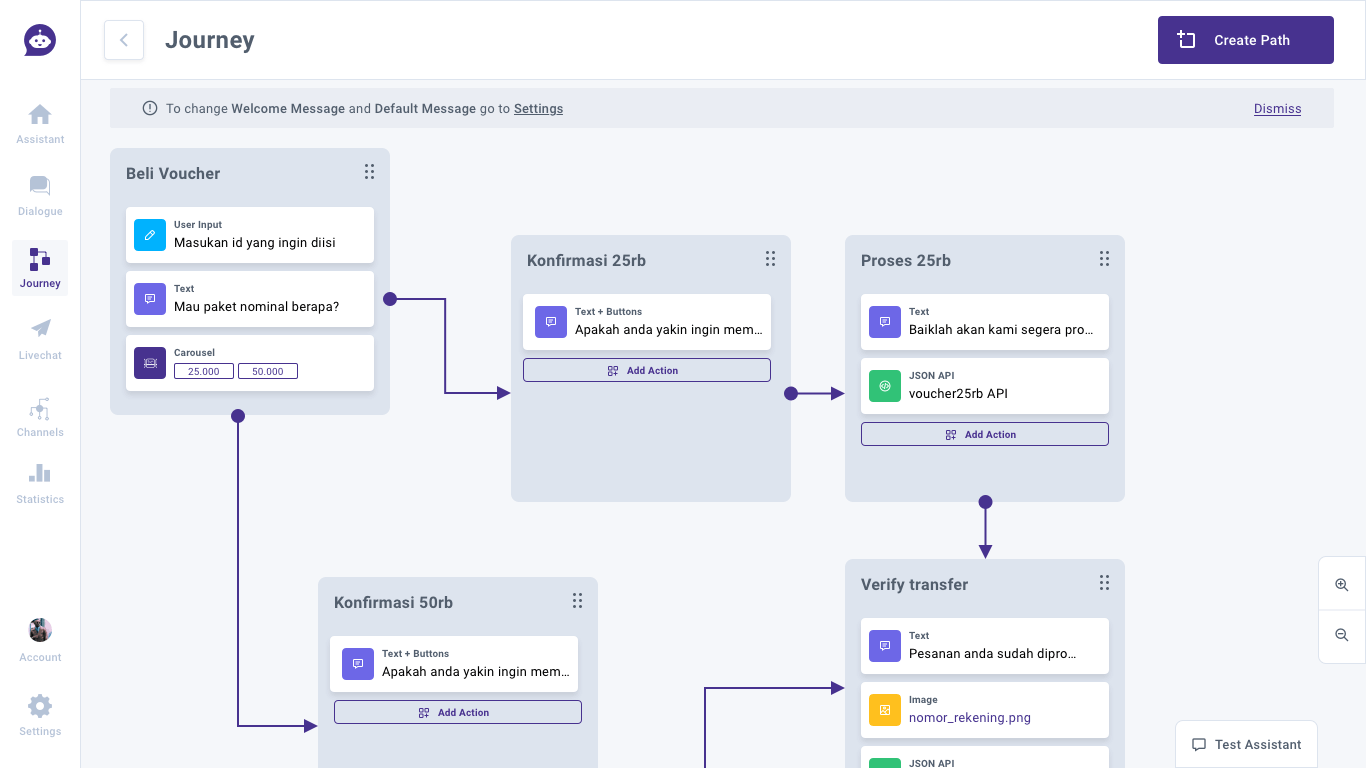 Journey
Create Path
To change Welcome Message and Default Message go to Settings
Dismiss
Assistant
Dialogue
Journey
Livechat
Channels
Statistics
Account
Settings
Beli Voucher
User Input
Masukan id yang ingin diisi
Text
Mau paket nominal berapa?
Carousel
25.000 50.000
Konfirmasi 25rb
Text + Buttons
Apakah anda yakin ingin mem...
Add Action
Proses 25rb
Text
Baiklah akan kami segera pro...
JSON API
voucher25rb API
Add Action
Konfirmasi 50rb
Text + Buttons
Apakah anda yakin ingin mem...
Add Action
Verify transfer
Text
Pesanan anda sudah dipro...
Image
nomor_rekening.png
JSON API
Test Assistant